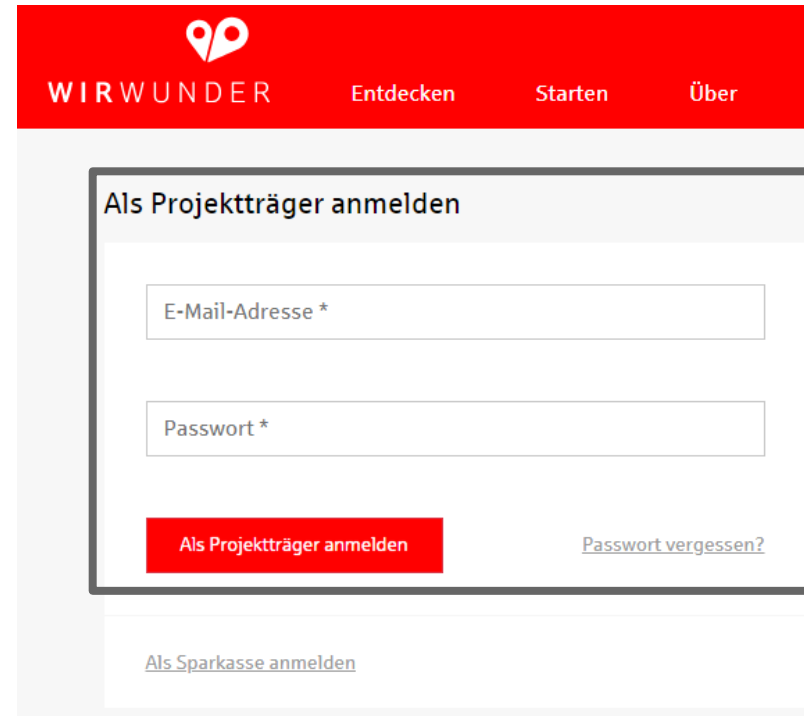 WIRWUNDER Entdecken Starten Über
Als Projektträger anmelden
E-Mail-Adresse *
Passwort *
Als Projektträger anmelden Passwort vergessen?
Als Sparkasse anmelden